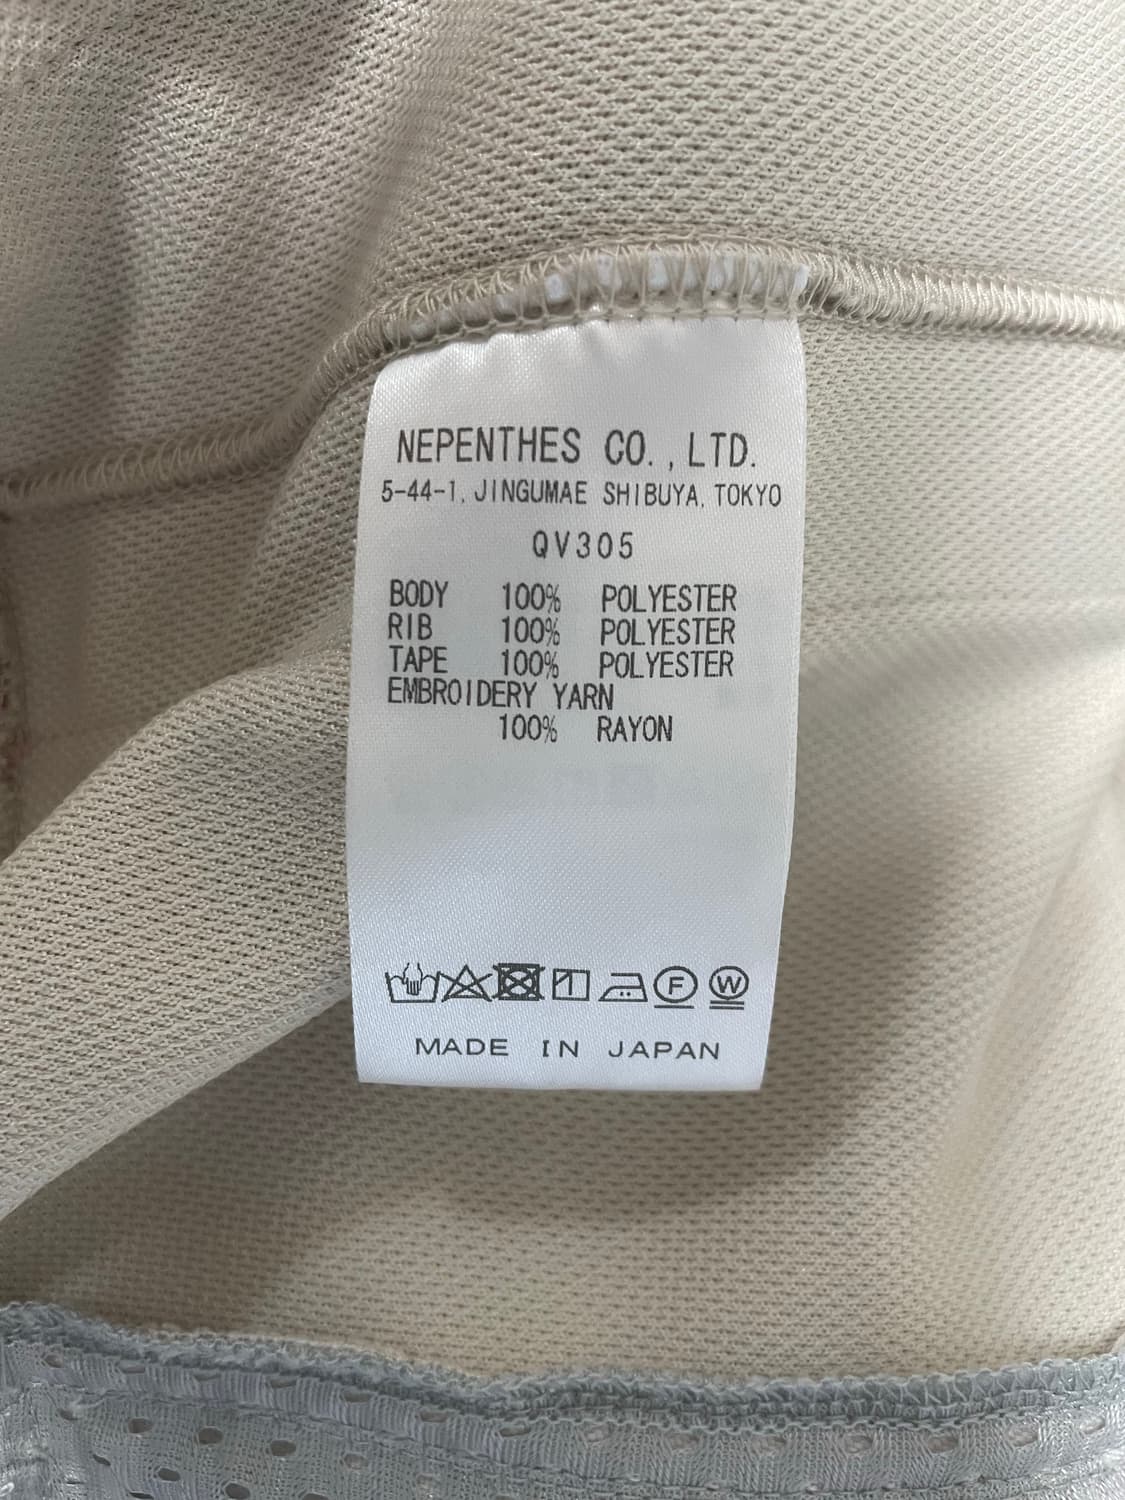 NEPENTHES CO., LTD.
5-44-1, JINGUMAE SHIBUYA, TOKYO
QV305
BODY 100% POLYESTER
RIB 100% POLYESTER
TAPE 100% POLYESTER
EMBROIDERY YARN
100% RAYON
F W
MADE IN JAPAN